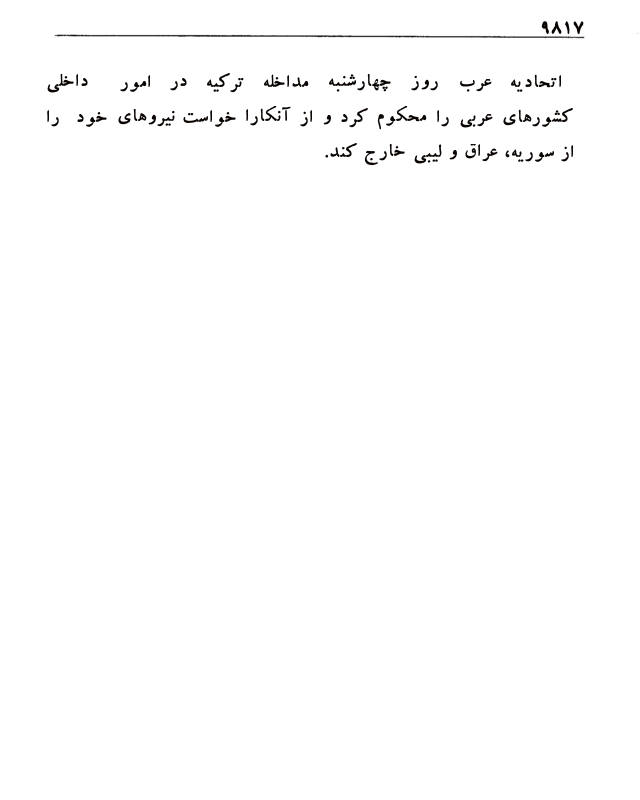 ۹۸۱۷
اتحادیه عرب روز چهارشنبه مداخله ترکیه در امور داخلی
کشورهای عربی را محکوم کرد و از آنکارا خواست نیروهای خود را
از سوریه، عراق و لیبی خارج کند.